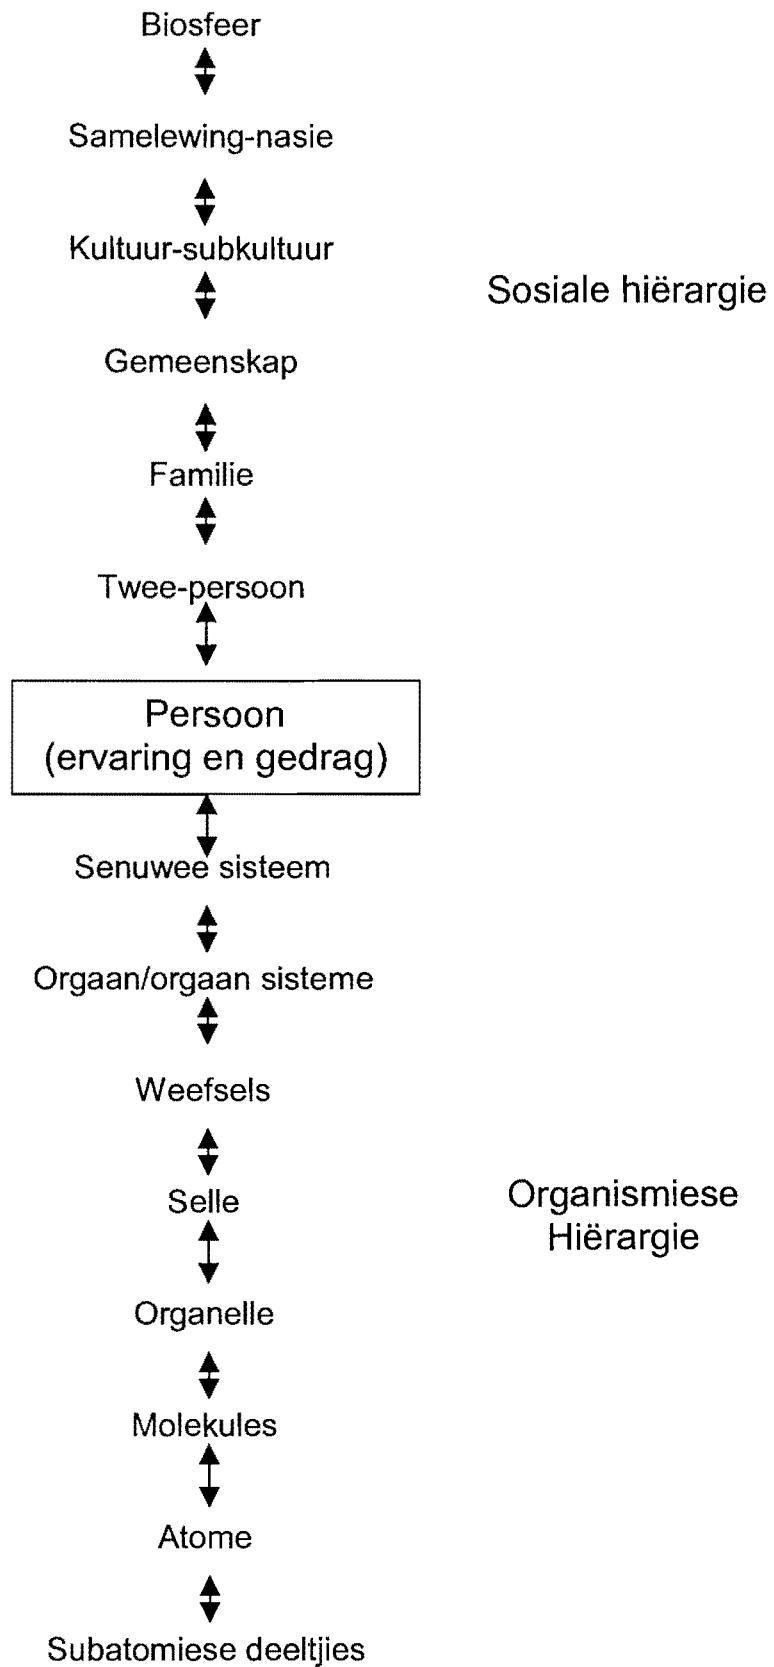 Biosfeer
Samelewing-nasie
Kultuur-subkultuur
Sosiale hiërargie
Gemeenskap
Familie
Twee-persoon
Persoon
(ervaring en gedrag)
Senuwee sisteem
Orgaan/orgaan sisteme
Weefsels
Selle
Organismiese
Hiërargie
Organelle
Molekules
Atome
Subatomiese deeltjies